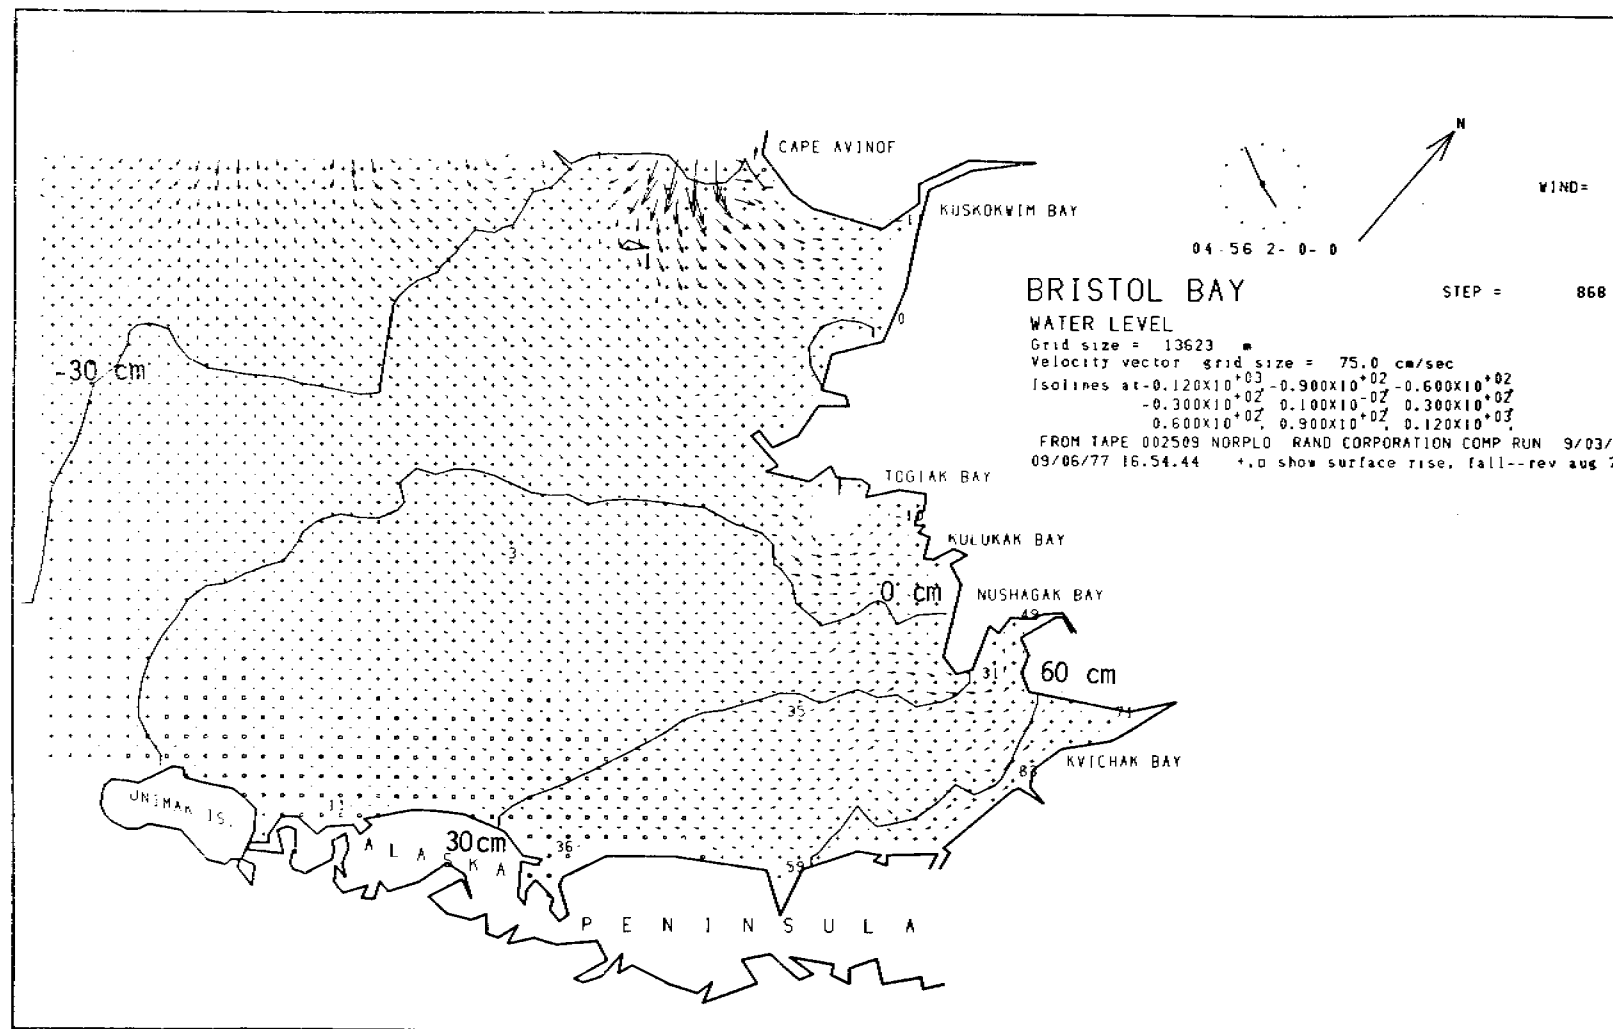 CAPE AVINOF
N
WIND=
KUSKOKWIM BAY
-1
04-56 2- 0- 0
BRISTOL BAY
STEP = 868
WATER LEVEL
Grid size = 13623 m
Velocity vector grid size = 75.0 cm/sec
Isolines at-0.120X10+03, -0.900X10+02, -0.600X10+02,
-0.300X10+02, 0.100X10-02, 0.300X10+02,
0.600X10+02, 0.900X10+02, 0.120X10+03,
FROM TAPE 002509 NORPLO RAND CORPORATION COMP RUN 9/03/
09/06/77 16.54.44 +,o show surface rise, fall--rev aug 7
0
-30 cm
TOGIAK BAY
-10
KULUKAK BAY
3
0 cm
NUSHAGAK BAY
49
31
60 cm
35
71
KVICHAK BAY
UNIMAK IS.
11
ALASKA
30cm
36
59
PENINSULA